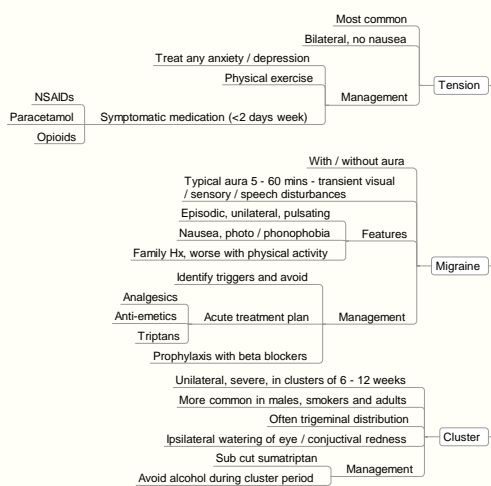 Most common
Bilateral, no nausea
Treat any anxiety / depression
Physical exercise
Tension
NSAIDs
Management
Paracetamol
Symptomatic medication (<2 days week)
Opioids
With / without aura
Typical aura 5 - 60 mins - transient visual
/ sensory / speech disturbances
Episodic, unilateral, pulsating
Nausea, photo / phonophobia
Features
Family Hx, worse with physical activity
Migraine
Identify triggers and avoid
Analgesics
Anti-emetics
Acute treatment plan
Management
Triptans
Prophylaxis with beta blockers
Unilateral, severe, in clusters of 6 - 12 weeks
More common in males, smokers and adults
Often trigeminal distribution
Ipsilateral watering of eye / conjuctival redness
Cluster
Sub cut sumatriptan
Management
Avoid alcohol during cluster period